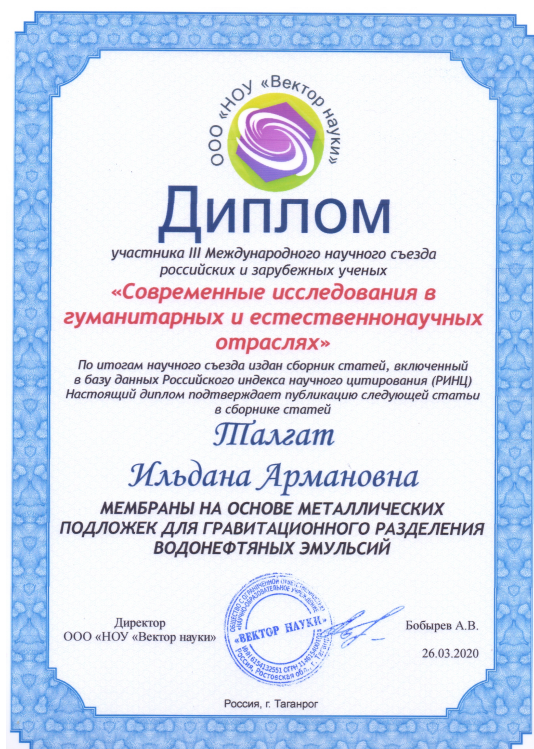 ООО «НОУ «Вектор науки»
Диплом
участника III Международного научного съезда
российских и зарубежных ученых
«Современные исследования в
гуманитарных и естественнонаучных
отраслях»
По итогам научного съезда издан сборник статей, включенный
в базу данных Российского индекса научного цитирования (РИНЦ)
Настоящий диплом подтверждает публикацию следующей статьи
в сборнике статей
Талгат
Ильдана Армановна
МЕМБРАНЫ НА ОСНОВЕ МЕТАЛЛИЧЕСКИХ
ПОДЛОЖЕК ДЛЯ ГРАВИТАЦИОННОГО РАЗДЕЛЕНИЯ
ВОДОНЕФТЯНЫХ ЭМУЛЬСИЙ
Директор
ООО «НОУ «Вектор науки»
«ВЕКТОР НАУКИ»
Бобырев А.В.
26.03.2020
Россия, г. Таганрог